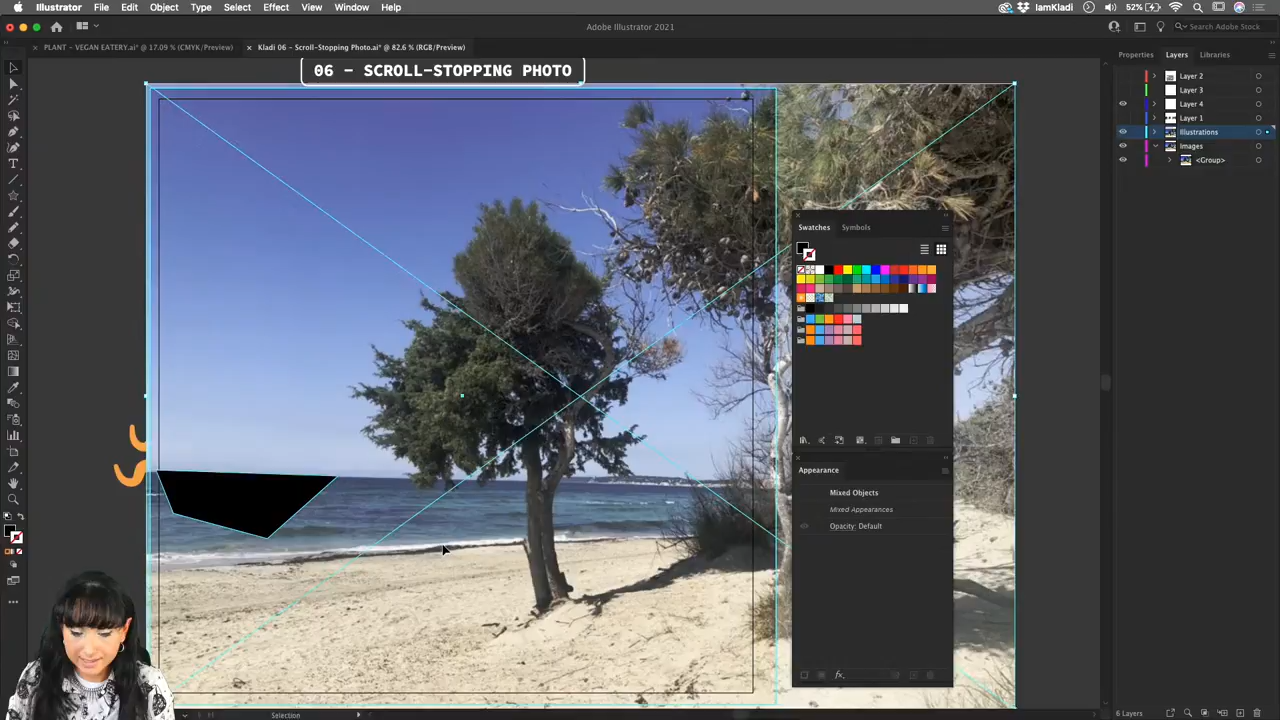 Illustrator File Edit Object Type Select Effect View Window Help
IamKladi 52%
Adobe Illustrator 2021
Search Adobe Stock
PLANT - VEGAN EATERY.ai* @ 17.09 % (CMYK/Preview)
Kladi 06 - Scroll-Stopping Photo.ai* @ 82.6 % (RGB/Preview)
Properties Layers Libraries
06 - SCROLL-STOPPING PHOTO
Layer 2
Layer 3
Layer 4
Layer 1
Illustrations
Images
<Group>
Swatches Symbols
Appearance
Mixed Objects
Mixed Appearances
Opacity: Default
fx.
Selection
6 Layers